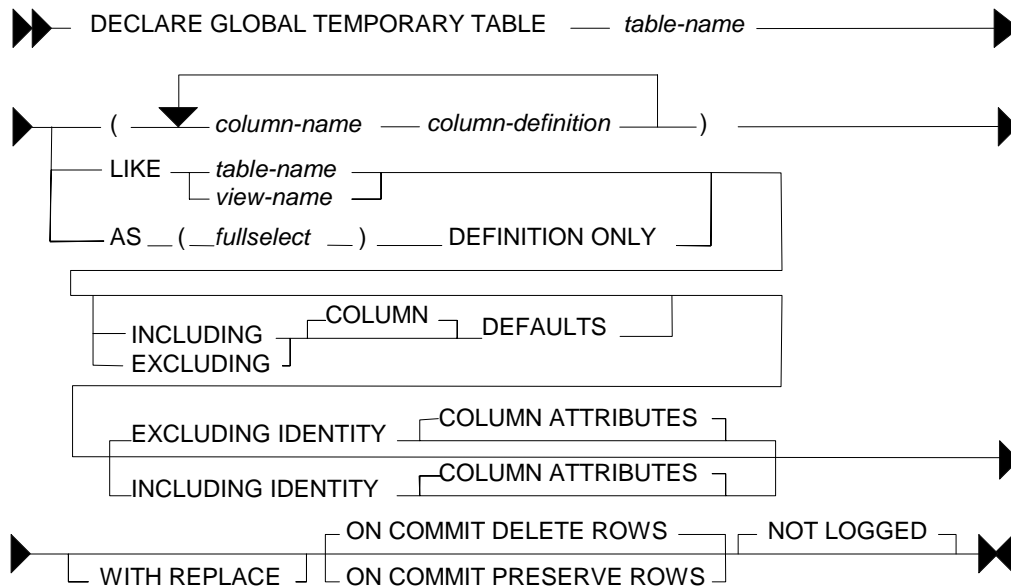 DECLARE GLOBAL TEMPORARY TABLE table-name
( column-name column-definition )
LIKE table-name
view-name
AS ( fullselect ) DEFINITION ONLY
COLUMN
INCLUDING DEFAULTS
EXCLUDING
COLUMN ATTRIBUTES
EXCLUDING IDENTITY
COLUMN ATTRIBUTES
INCLUDING IDENTITY
ON COMMIT DELETE ROWS NOT LOGGED
WITH REPLACE ON COMMIT PRESERVE ROWS